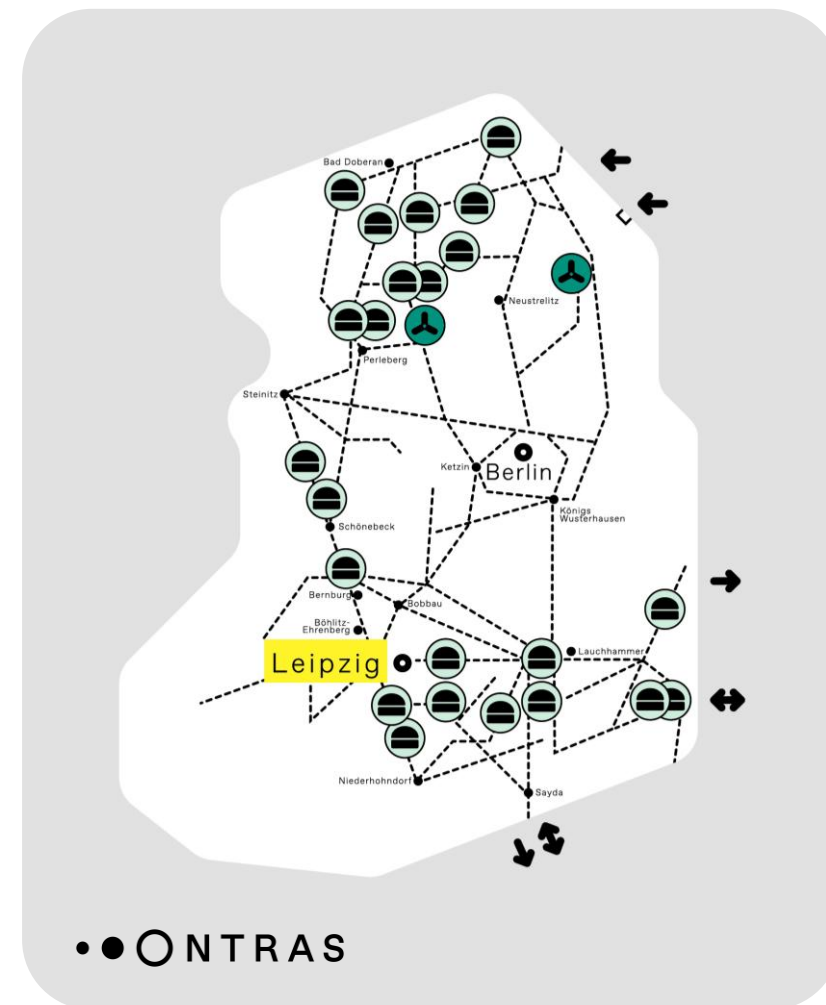 Bad Doberan
Neustrelitz
Perleberg
Steinitz
Ketzin
Berlin
Königs
Wusterhausen
Schönebeck
Bernburg
Bobbau
Böhlitz-
Ehrenberg
Leipzig
Lauchhammer
Niederhohndorf
Sayda
ONTRAS